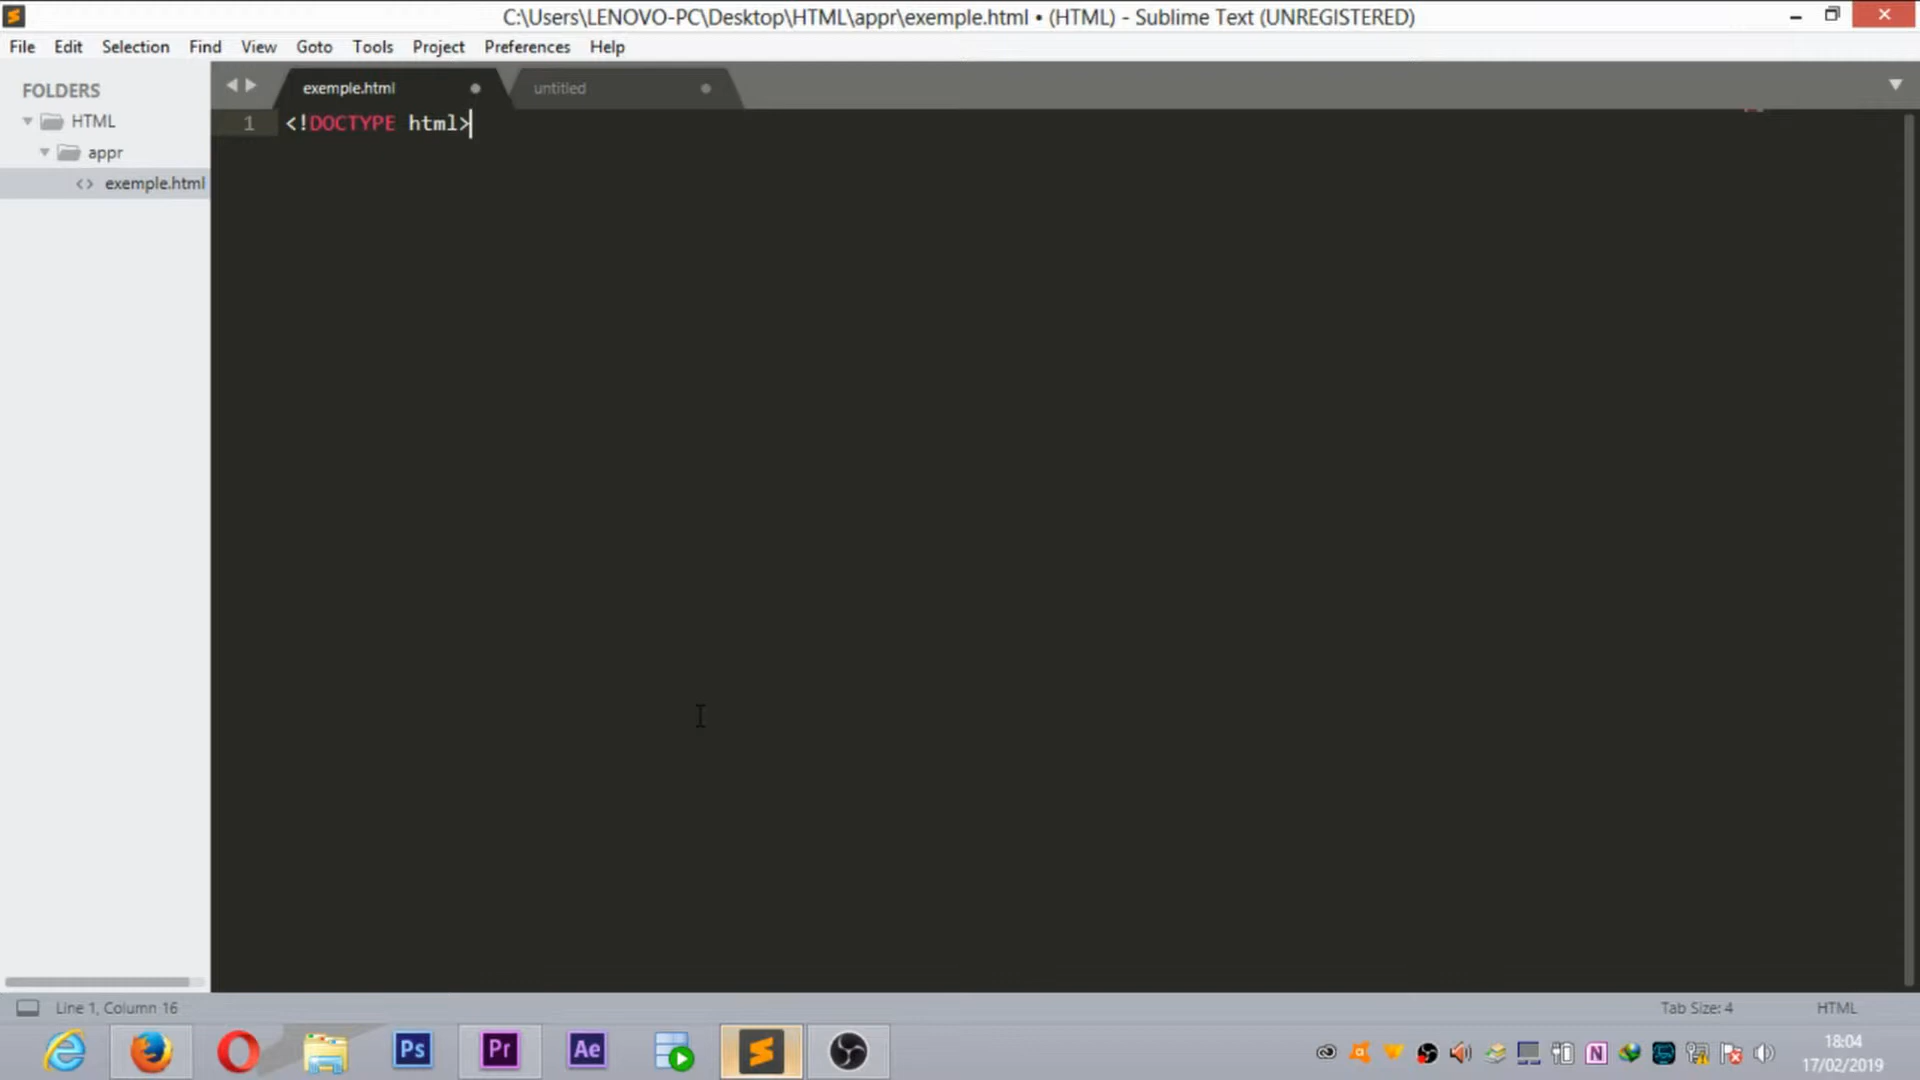 C:\Users\LENOVO-PC\Desktop\HTML\appr\exemple.html • (HTML) - Sublime Text (UNREGISTERED)
File Edit Selection Find View Goto Tools Project Preferences Help
FOLDERS
HTML
appr
exemple.html
exemple.html
untitled
1 <!DOCTYPE html>
Line 1, Column 16
Tab Size: 4
HTML
Ps
Pr
Ae
N
18:04
17/02/2019